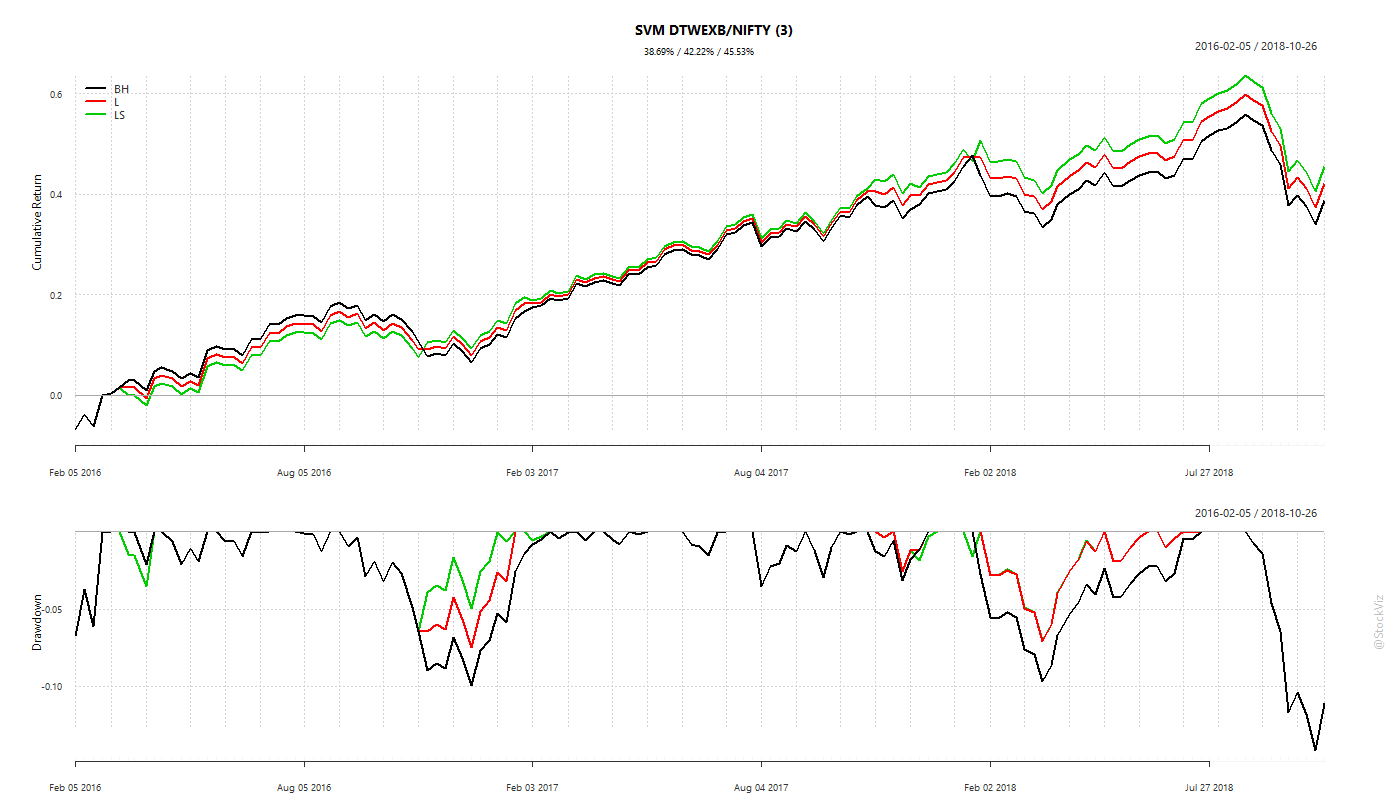 SVM DTWEXB/NIFTY (3)
38.69% / 42.22% / 45.53%
2016-02-05 / 2018-10-26
BH
L
LS
Cumulative Return
0.6
0.4
0.2
0.0
Feb 05 2016 Aug 05 2016 Feb 03 2017 Aug 04 2017 Feb 02 2018 Jul 27 2018
2016-02-05 / 2018-10-26
Drawdown
-0.05
-0.10
Feb 05 2016 Aug 05 2016 Feb 03 2017 Aug 04 2017 Feb 02 2018 Jul 27 2018
@StockViz